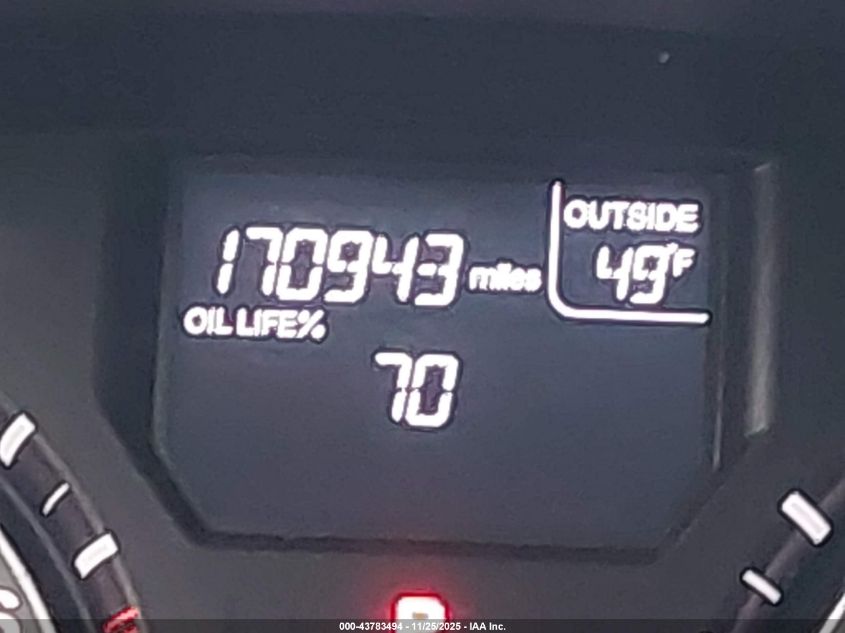 170943 miles
OUTSIDE
49°F
OIL LIFE%
70
000-43783494 - 11/25/2025 - IAA Inc.